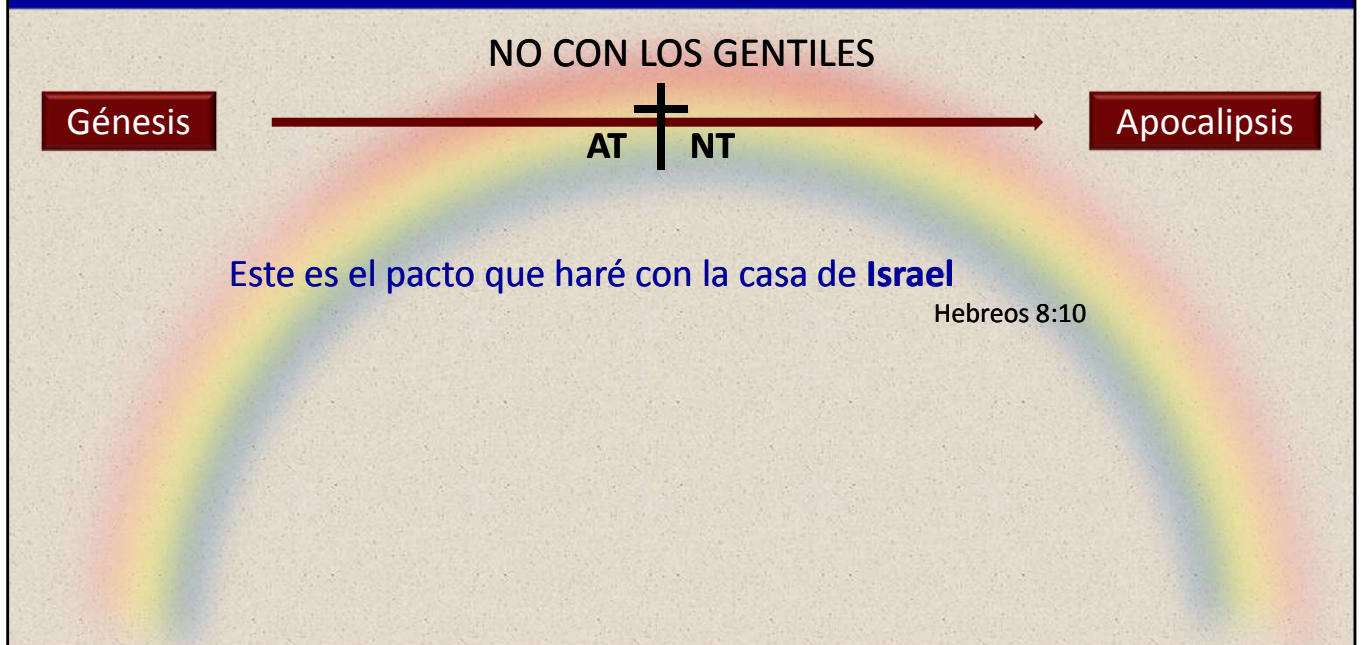 NO CON LOS GENTILES
Génesis
Apocalipsis
AT NT
Este es el pacto que haré con la casa de Israel
Hebreos 8:10